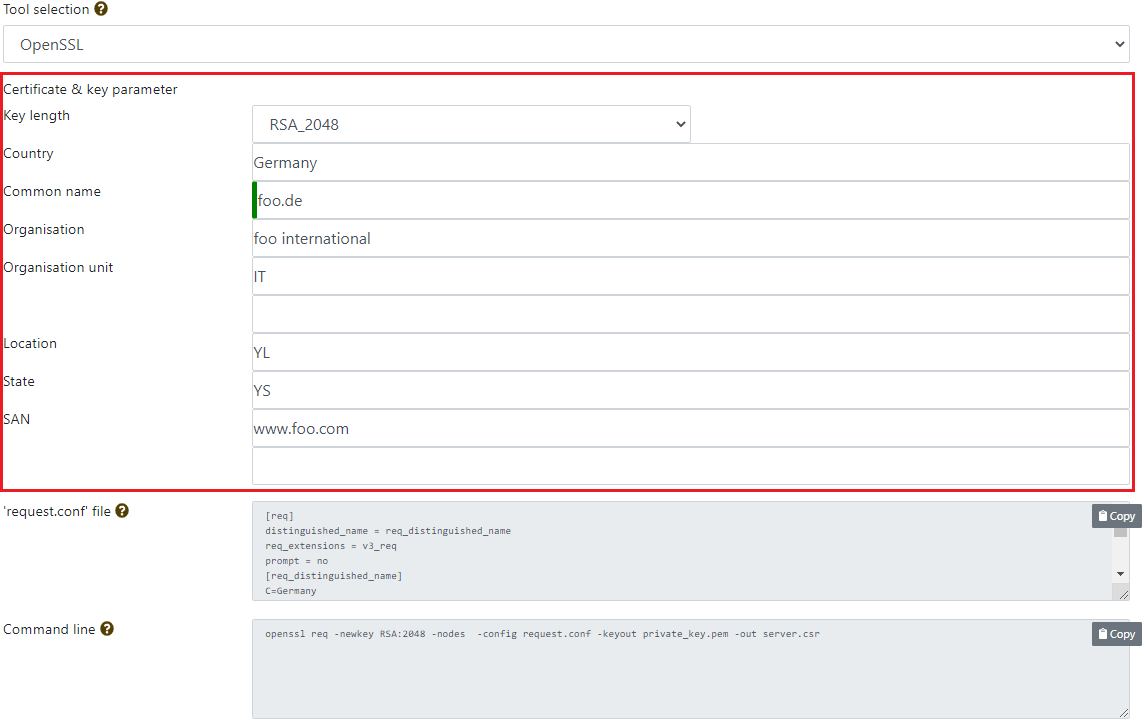 Tool selection ?
OpenSSL
Certificate & key parameter
Key length RSA_2048
Country Germany
Common name foo.de
Organisation foo international
Organisation unit IT
Location YL
State YS
SAN www.foo.com
'request.conf' file ?
[req]
distinguished_name = req_distinguished_name
req_extensions = v3_req
prompt = no
[req_distinguished_name]
C=Germany
Copy
Command line ?
openssl req -newkey RSA:2048 -nodes  -config request.conf -keyout private_key.pem -out server.csr
Copy